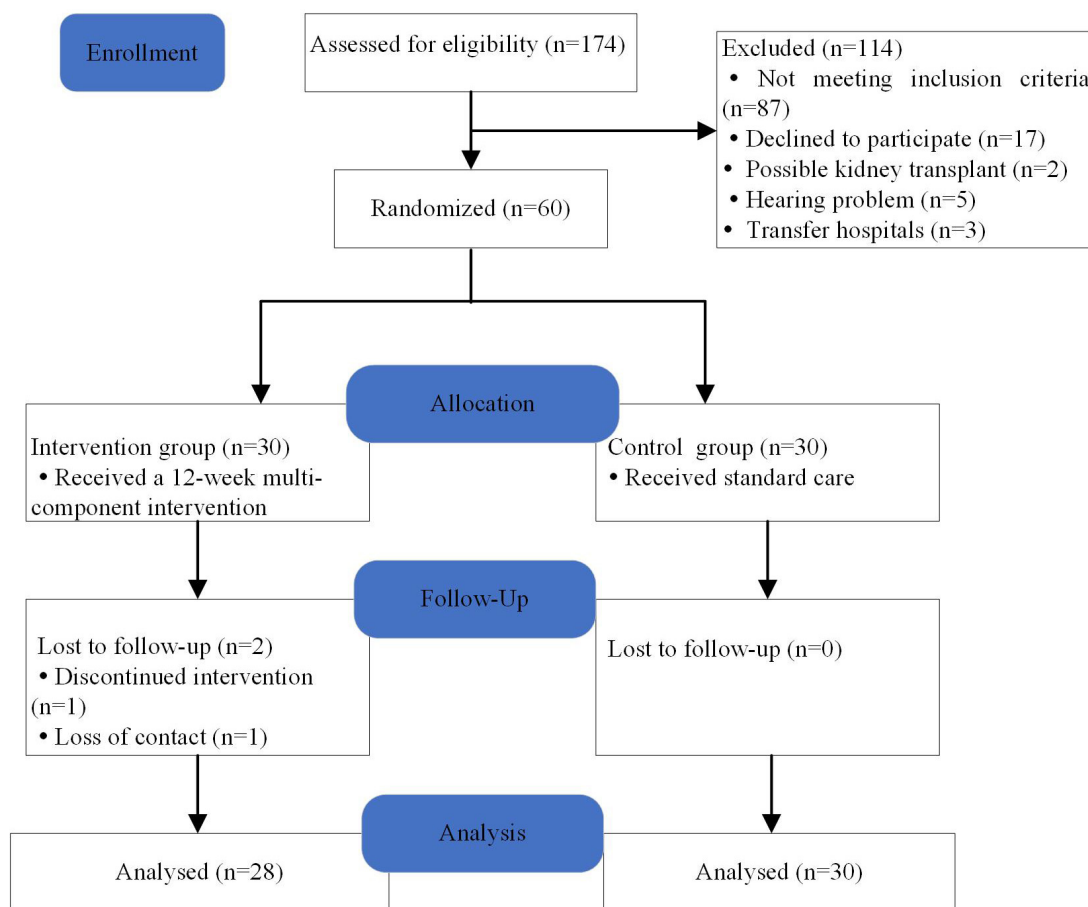 Enrollment
Assessed for eligibility (n=174)
Excluded (n=114)
• Not meeting inclusion criteria
(n=87)
• Declined to participate (n=17)
• Possible kidney transplant (n=2)
• Hearing problem (n=5)
• Transfer hospitals (n=3)
Randomized (n=60)
Allocation
Intervention group (n=30)
• Received a 12-week multi-
component intervention
Control group (n=30)
• Received standard care
Follow-Up
Lost to follow-up (n=2)
• Discontinued intervention
(n=1)
• Loss of contact (n=1)
Lost to follow-up (n=0)
Analysis
Analysed (n=28)
Analysed (n=30)